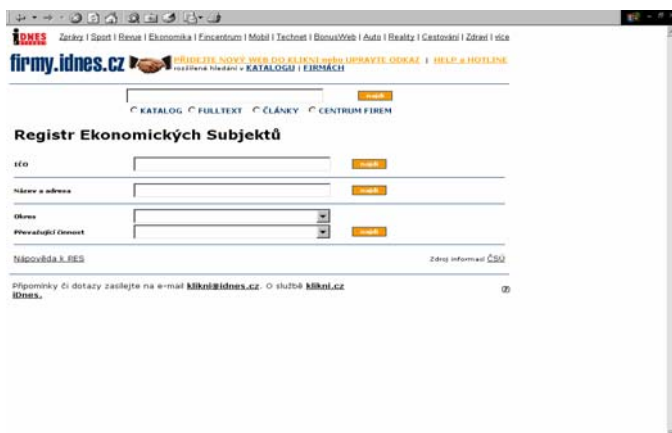 iDNES Zprávy | Sport | Revue | Ekonomika | Fincentrum | Mobil | Technet | BonusWeb | Auto | Reality | Cestování | Zdraví | více
firmy.idnes.cz PŘIDEJTE NOVÝ WEB DO KLIKNI nebo UPRAVTE ODKAZ | HELP a HOTLINE
rozšířené hledání v KATALOGU | FIRMÁCH
najdi
KATALOG FULLTEXT ČLÁNKY CENTRUM FIREM
Registr Ekonomických Subjektů
IČO najdi
Název a adresa najdi
Okres
Převažující činnost najdi
Nápověda k RES Zdroj informací ČSÚ
Připomínky či dotazy zasílejte na e-mail klikni@idnes.cz. O službě klikni.cz
iDnes.